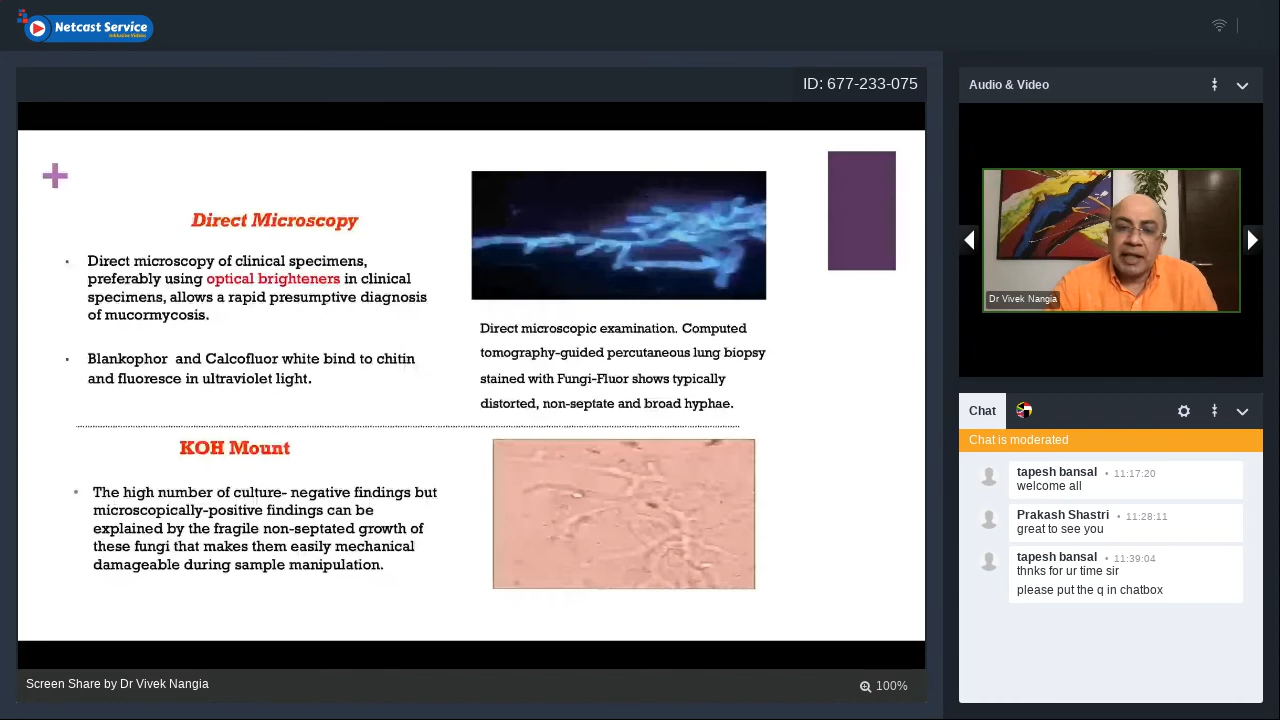 Netcast Service
ID: 677-233-075
Direct Microscopy
Direct microscopy of clinical specimens,
preferably using optical brighteners in clinical
specimens, allows a rapid presumptive diagnosis
of mucormycosis.
Blankophor and Calcofluor white bind to chitin
and fluoresce in ultraviolet light.
Direct microscopic examination. Computed
tomography-guided percutaneous lung biopsy
stained with Fungi-Fluor shows typically
distorted, non-septate and broad hyphae.
KOH Mount
The high number of culture- negative findings but
microscopically-positive findings can be
explained by the fragile non-septated growth of
these fungi that makes them easily mechanical
damageable during sample manipulation.
Screen Share by Dr Vivek Nangia
100%
Audio & Video
Dr Vivek Nangia
Chat
Chat is moderated
tapesh bansal • 11:17:20
welcome all
Prakash Shastri • 11:28:11
great to see you
tapesh bansal • 11:39:04
thnks for ur time sir
please put the q in chatbox